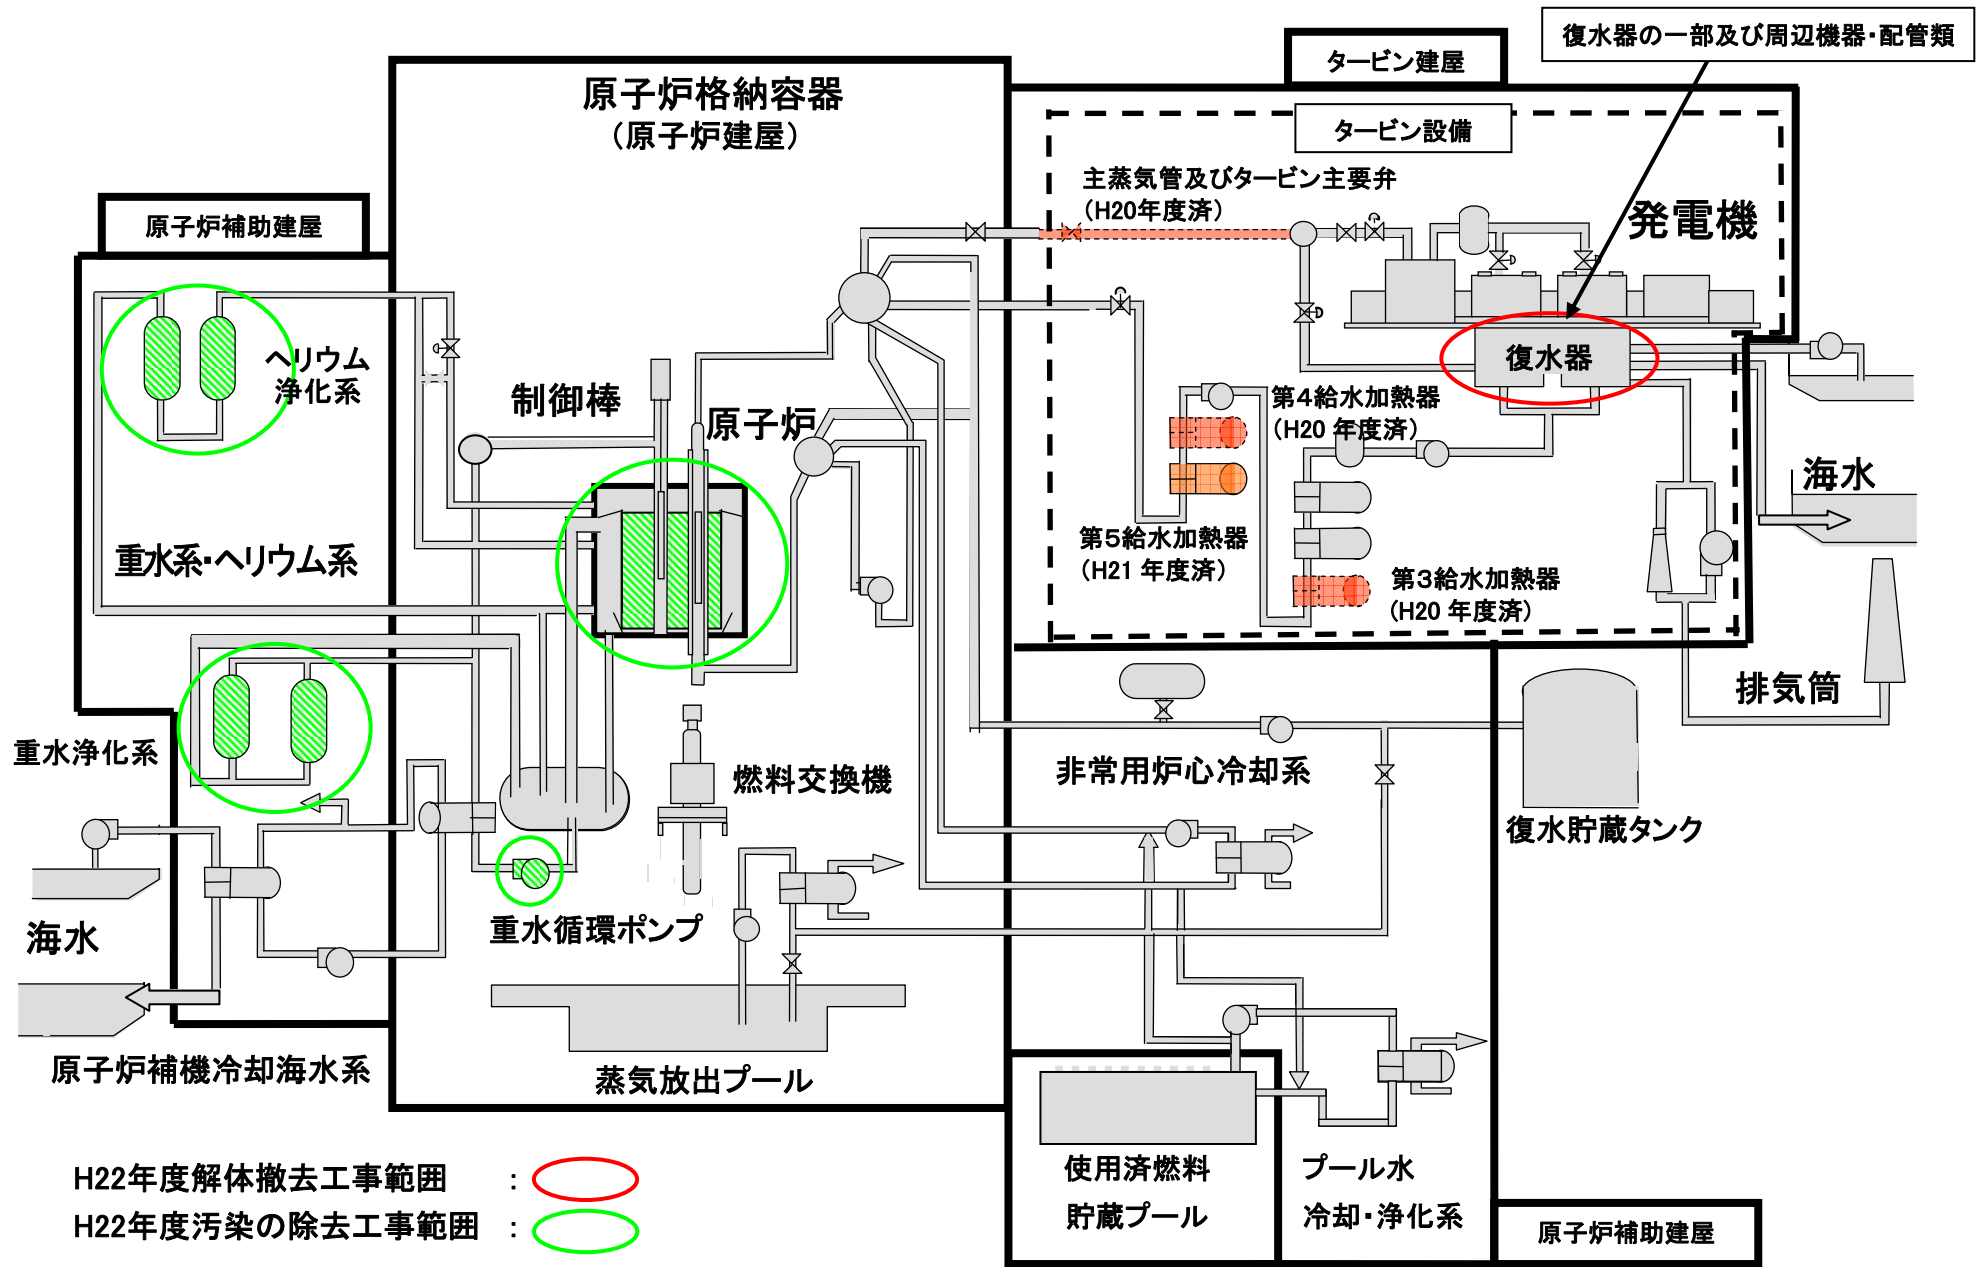 復水器の一部及び周辺機器・配管類
タービン建屋
原子炉格納容器
（原子炉建屋）
タービン設備
主蒸気管及びタービン主要弁
（H20年度済）
発電機
原子炉補助建屋
ヘリウム
浄化系
制御棒
原子炉
復水器
第4給水加熱器
（H20 年度済）
海水
第5給水加熱器
（H21 年度済）
第3給水加熱器
（H20 年度済）
重水系・ヘリウム系
排気筒
重水浄化系
燃料交換機
非常用炉心冷却系
復水貯蔵タンク
海水
重水循環ポンプ
原子炉補機冷却海水系
蒸気放出プール
使用済燃料
貯蔵プール
プール水
冷却・浄化系
原子炉補助建屋
H22年度解体撤去工事範囲 :
H22年度汚染の除去工事範囲 :